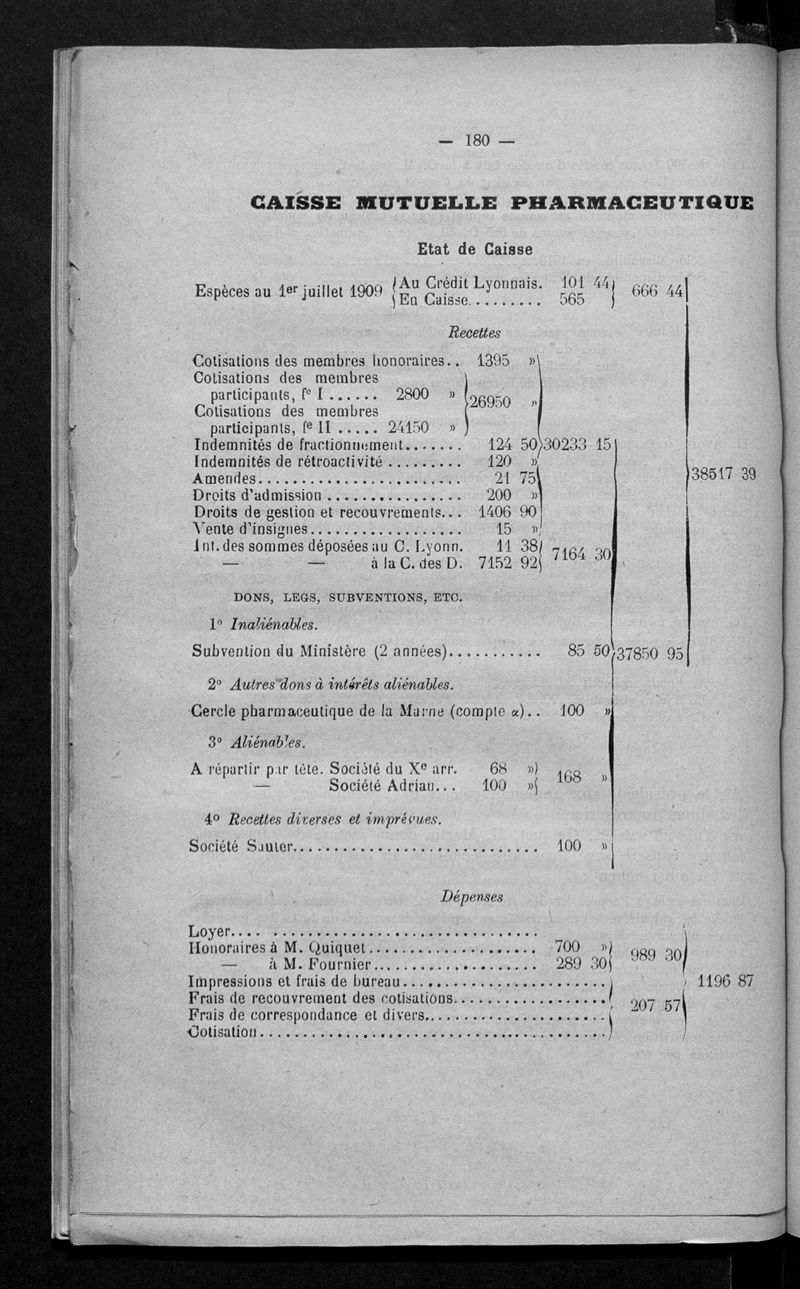 — 180 —
CAISSE MUTUELLE PHARMACEUTIQUE
Etat de Caisse
Espèces au 1er juillet 1909 { Au Crédit Lyonnais. 101 44 } 666 44
{ En Caisse.......... 565 }
Recettes
Cotisations des membres honoraires.. 1395 »
Cotisations des membres
participants, fe I ...... 2800 » } 26950 »
Cotisations des membres
participants, fe II ..... 24150 » }
Indemnités de fractionnement....... 124 50 } 30233 15
Indemnités de rétroactivité ......... 120 »
Amendes........................ 21 75 38517 39
Droits d'admission ................ 200 »
Droits de gestion et recouvrements... 1406 90
Vente d'insignes.................. 15 »
Int. des sommes déposées au C. Lyonn. 11 38 } 7164 30
— — à la C. des D. 7152 92 }
DONS, LEGS, SUBVENTIONS, ETC.
1° Inaliénables.
Subvention du Ministère (2 années)........... 85 50 } 37850 95
2° Autres dons à intérêts aliénables.
Cercle pharmaceutique de la Marne (compte α).. 100 »
3° Aliénables.
A répartir par tête. Société du Xe arr. 68 » } 168 »
— Société Adrian... 100 » }
4° Recettes diverses et imprévues.
Société Sauter............................. 100 »
Dépenses
Loyer.... ................................
Honoraires à M. Quiquet.................... 700 » } 989 30
— à M. Fournier................... 289 30 }
Impressions et frais de bureau........................ } 1196 87
Frais de recouvrement des cotisations.................. } 207 57
Frais de correspondance et divers......................
Cotisation..........................................